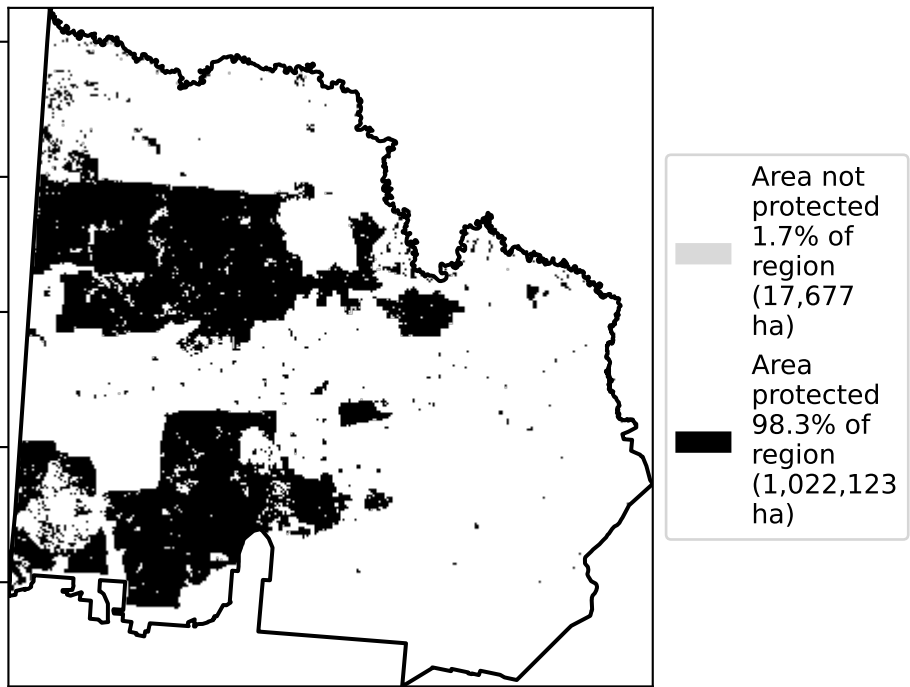 Area not
protected
1.7% of
region
(17,677
ha)
Area
protected
98.3% of
region
(1,022,123
ha)